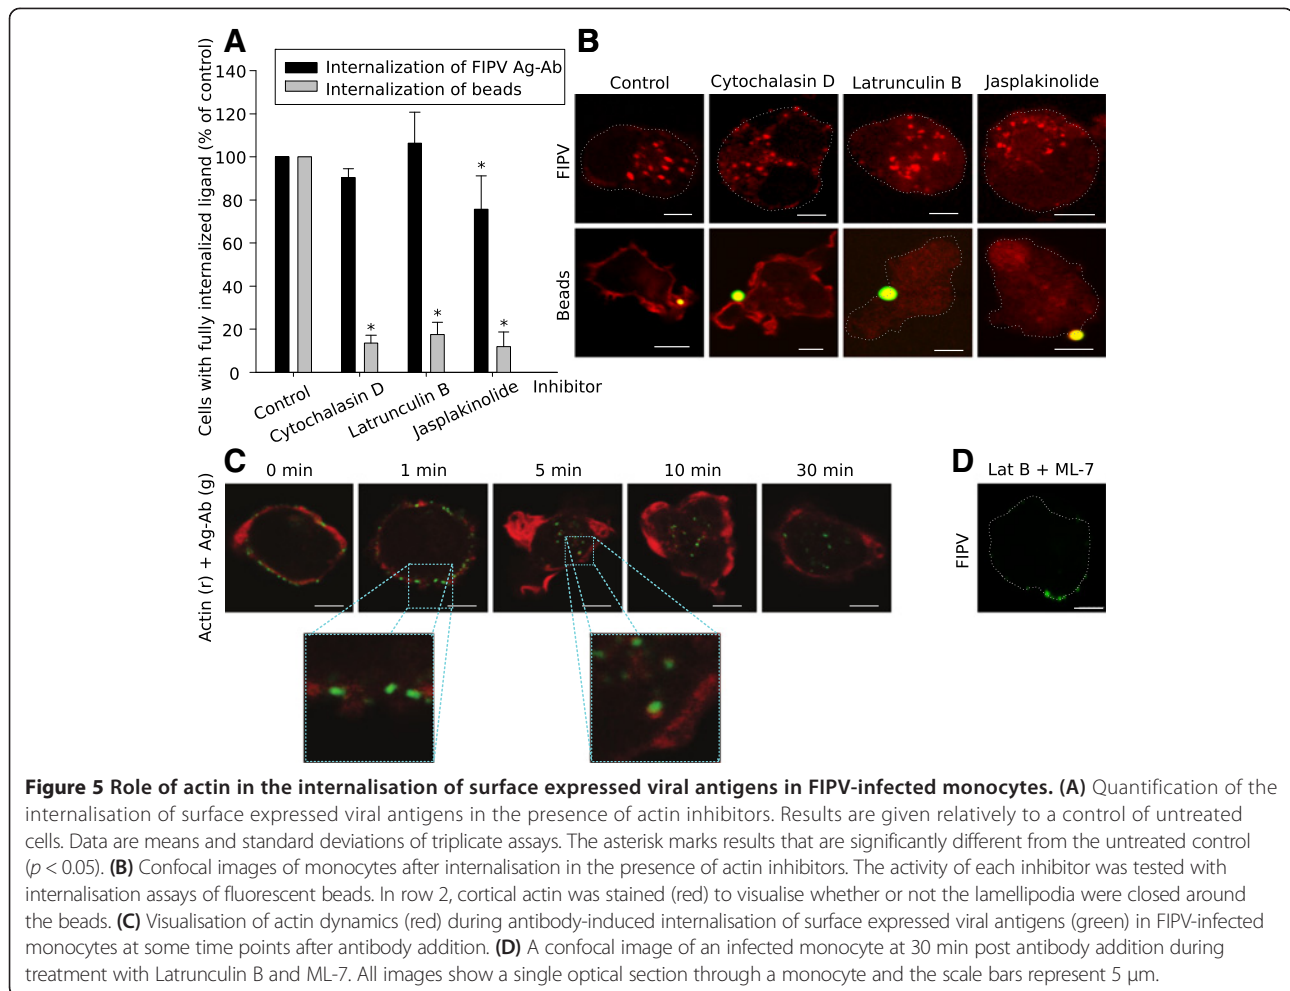 A
Internalization of FIPV Ag-Ab
Internalization of beads
Cells with fully internalized ligand (% of control)
140
120
100
80
60
40
20
0
*
*
*
*
Control
Cytochalasin D
Latrunculin B
Jasplakinolide
Inhibitor
B
Control
Cytochalasin D
Latrunculin B
Jasplakinolide
FIPV
Beads
C
0 min
1 min
5 min
10 min
30 min
Actin (r) + Ag-Ab (g)
D
Lat B + ML-7
FIPV
Figure 5 Role of actin in the internalisation of surface expressed viral antigens in FIPV-infected monocytes. (A) Quantification of the
internalisation of surface expressed viral antigens in the presence of actin inhibitors. Results are given relatively to a control of untreated
cells. Data are means and standard deviations of triplicate assays. The asterisk marks results that are significantly different from the untreated control
(p < 0.05). (B) Confocal images of monocytes after internalisation in the presence of actin inhibitors. The activity of each inhibitor was tested with
internalisation assays of fluorescent beads. In row 2, cortical actin was stained (red) to visualise whether or not the lamellipodia were closed around
the beads. (C) Visualisation of actin dynamics (red) during antibody-induced internalisation of surface expressed viral antigens (green) in FIPV-infected
monocytes at some time points after antibody addition. (D) A confocal image of an infected monocyte at 30 min post antibody addition during
treatment with Latrunculin B and ML-7. All images show a single optical section through a monocyte and the scale bars represent 5 μm.